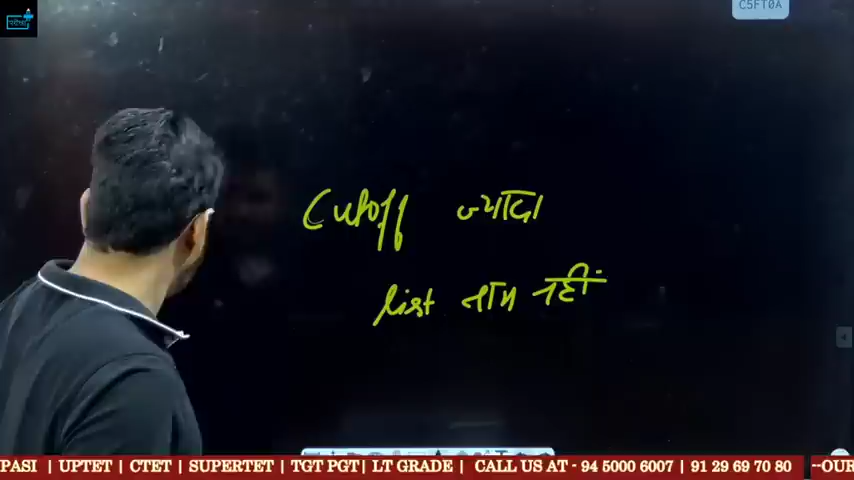 C5FT0A
Cutoff ज्यादा
list नाम नहीं
PASI | UPTET | CTET | SUPERTET | TGT PGT| LT GRADE | CALL US AT - 94 5000 6007 | 91 29 69 70 80 --OUR